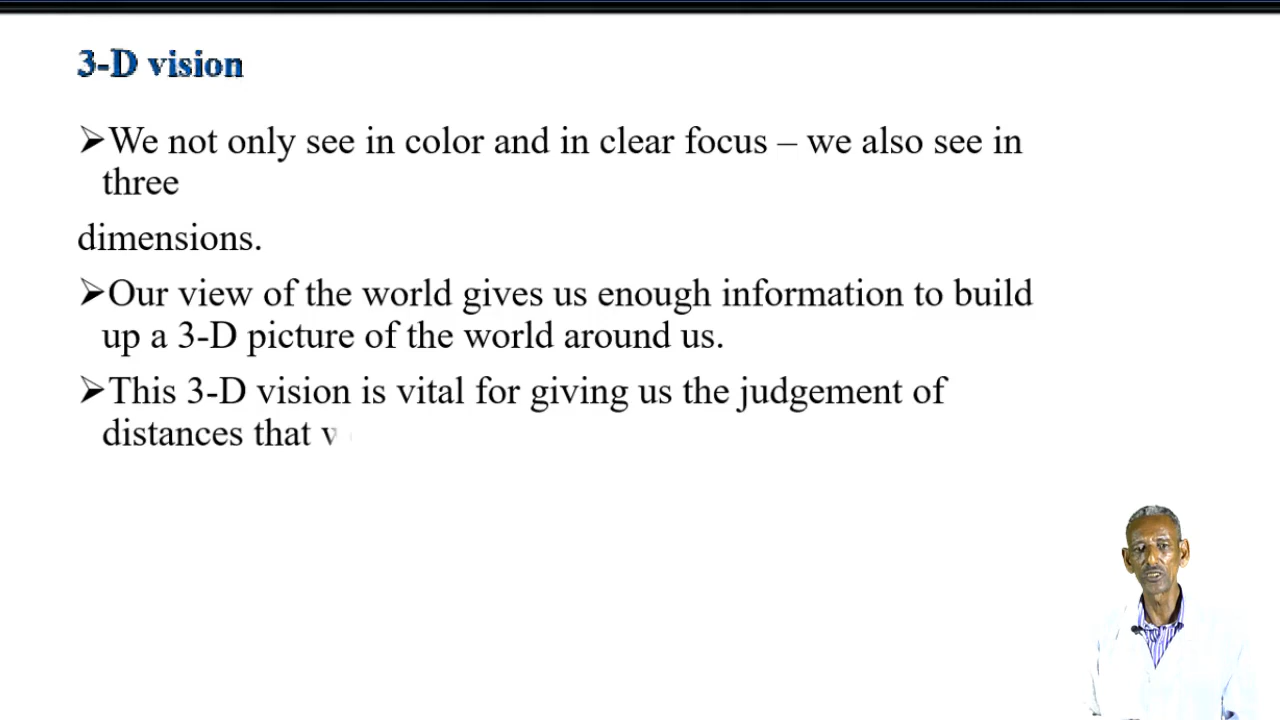 3-D vision
➢We not only see in color and in clear focus – we also see in
three
dimensions.
➢Our view of the world gives us enough information to build
up a 3-D picture of the world around us.
➢This 3-D vision is vital for giving us the judgement of
distances that